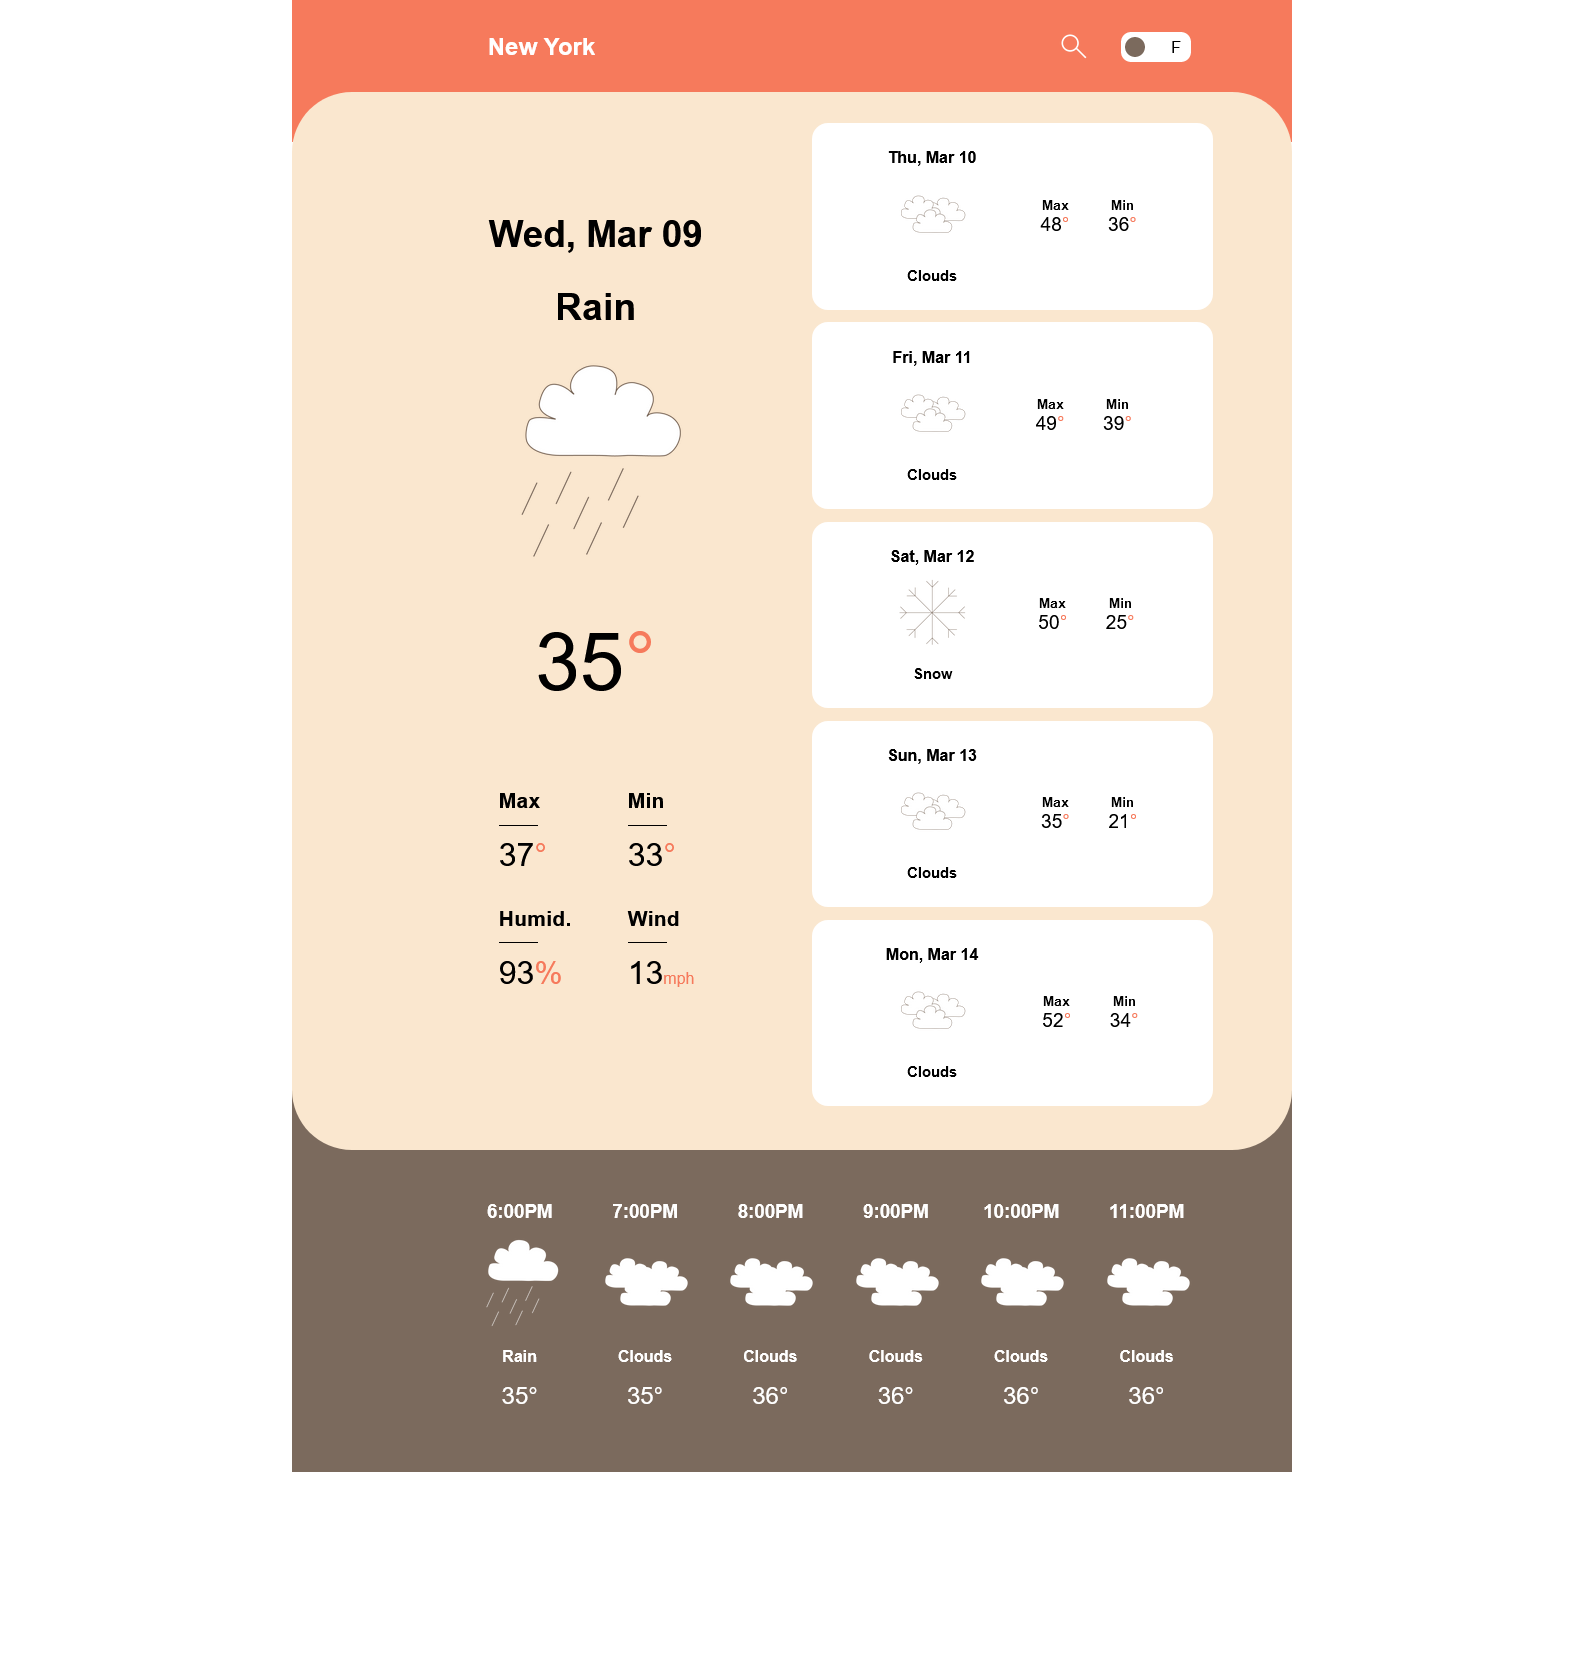 New York
F
Wed, Mar 09
Rain
35°
Max Min
37° 33°
Humid. Wind
93% 13mph
Thu, Mar 10
Max Min
48° 36°
Clouds
Fri, Mar 11
Max Min
49° 39°
Clouds
Sat, Mar 12
Max Min
50° 25°
Snow
Sun, Mar 13
Max Min
35° 21°
Clouds
Mon, Mar 14
Max Min
52° 34°
Clouds
6:00PM 7:00PM 8:00PM 9:00PM 10:00PM 11:00PM
Rain Clouds Clouds Clouds Clouds Clouds
35° 35° 36° 36° 36° 36°